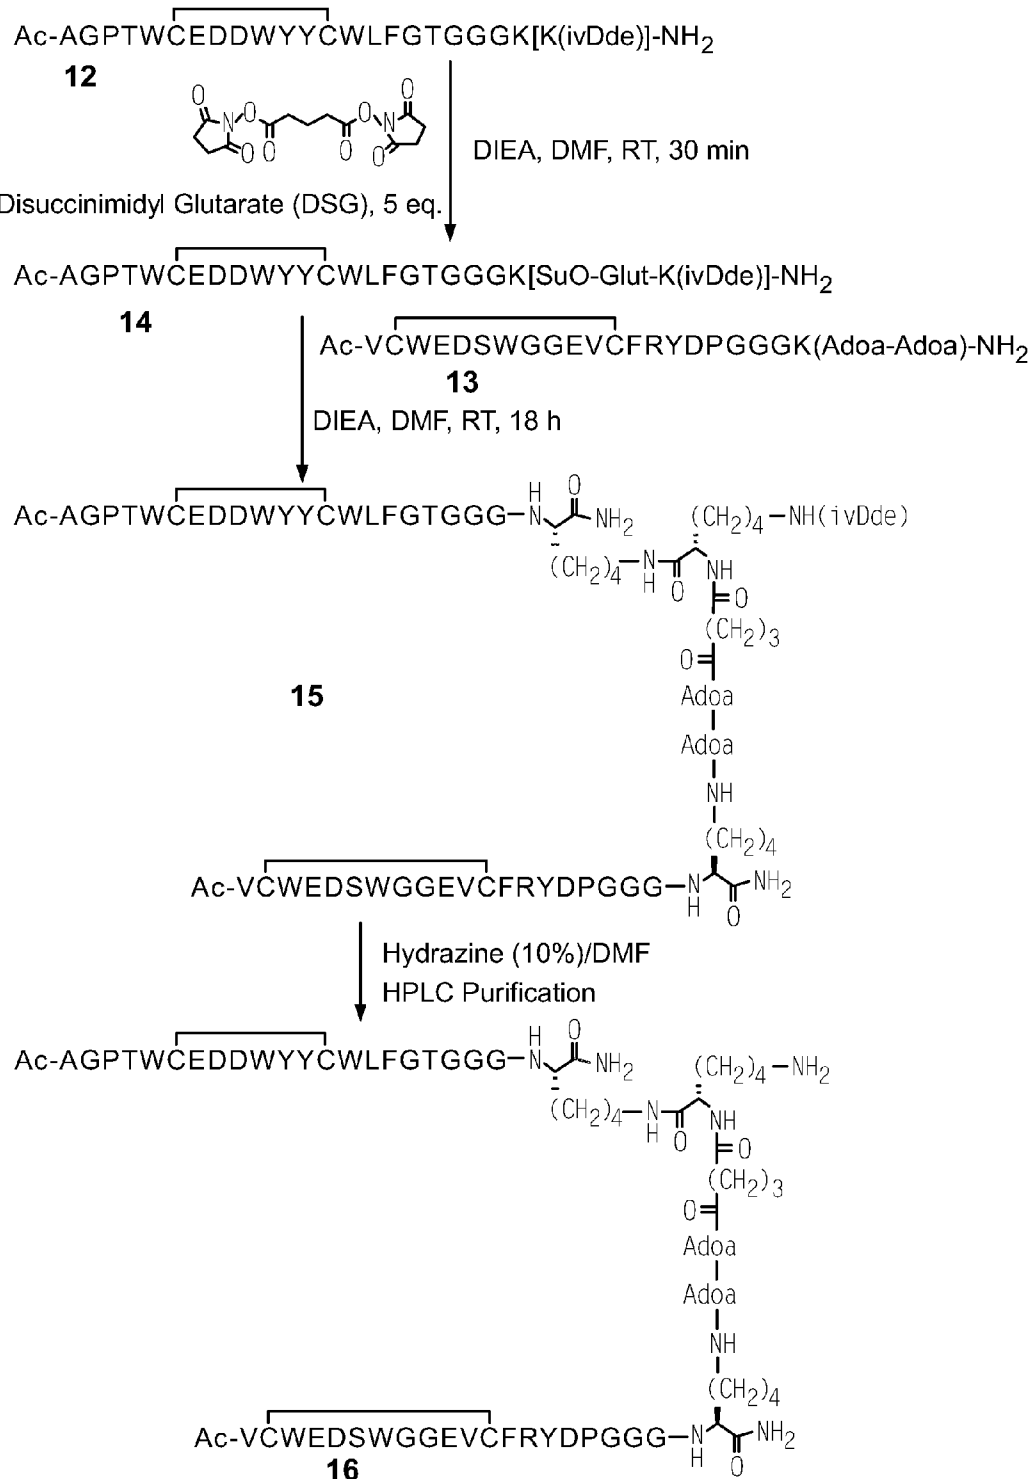 Ac-AGPTWCEDDWYYCWLFGTGGGK[K(ivDde)]-NH2
12
O O O O O
N N
O O O O
DIEA, DMF, RT, 30 min
Disuccinimidyl Glutarate (DSG), 5 eq.
Ac-AGPTWCEDDWYYCWLFGTGGGK[SuO-Glut-K(ivDde)]-NH2
14
Ac-VCWEDSWGGEVCFRYDPGGGK(Adoa-Adoa)-NH2
13
DIEA, DMF, RT, 18 h
Ac-AGPTWCEDDWYYCWLFGTGGG-N H O NH2 (CH2)4-NH(ivDde)
(CH2)4 N H O NH
O
(CH2)3
O
15
Adoa
Adoa
NH
(CH2)4
Ac-VCWEDSWGGEVCFRYDPGGG-N H O NH2
Hydrazine (10%)/DMF
HPLC Purification
Ac-AGPTWCEDDWYYCWLFGTGGG-N H O NH2 (CH2)4-NH2
(CH2)4 N H O NH
O
(CH2)3
O
Adoa
Adoa
NH
(CH2)4
Ac-VCWEDSWGGEVCFRYDPGGG-N H O NH2
16